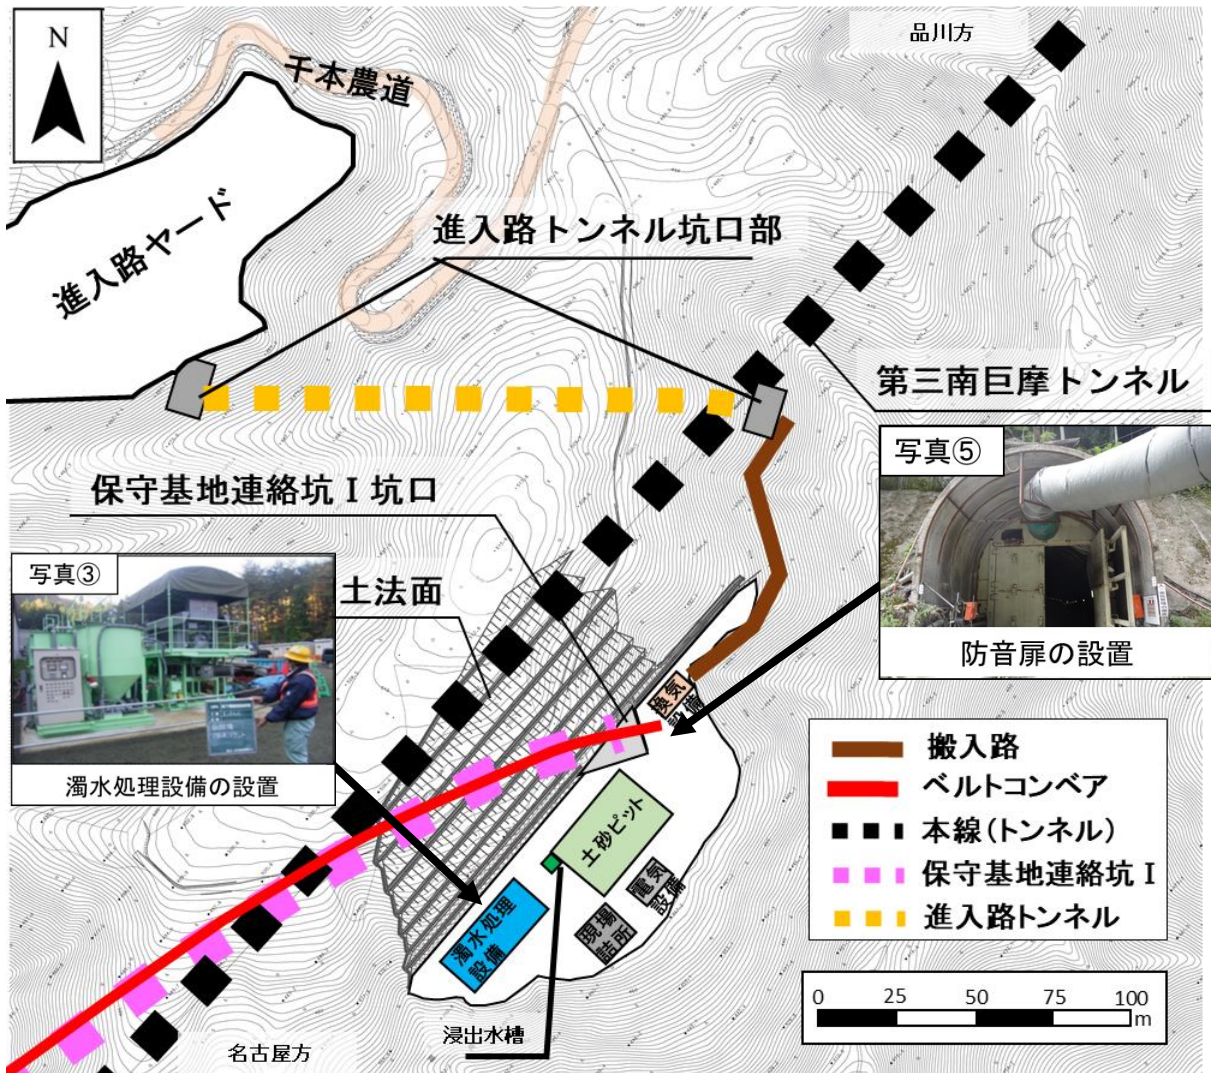 N
品川方
千本農道
進入路ヤード
進入路トンネル坑口部
第三南巨摩トンネル
写真⑤
防音扉の設置
保守基地連絡坑Ⅰ坑口
写真③
濁水処理設備の設置
土法面
換気
設備
土砂ピット
電気
設備
現場
詰所
濁水処理
設備
浸出水槽
名古屋方
搬入路
ベルトコンベア
本線(トンネル)
保守基地連絡坑Ⅰ
進入路トンネル
0 25 50 75 100
m